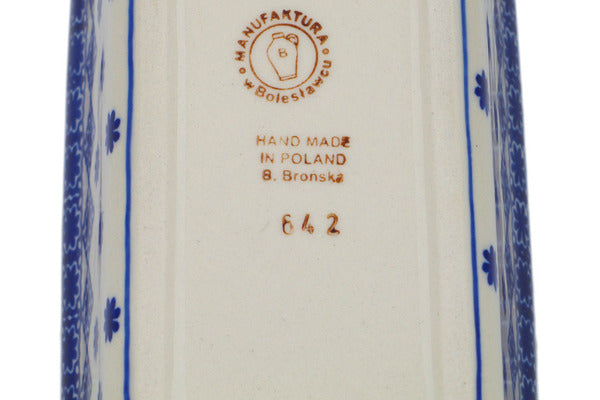 MANUFAKTURA
B
w Bolesławcu
HAND MADE
IN POLAND
B. Bronska
642